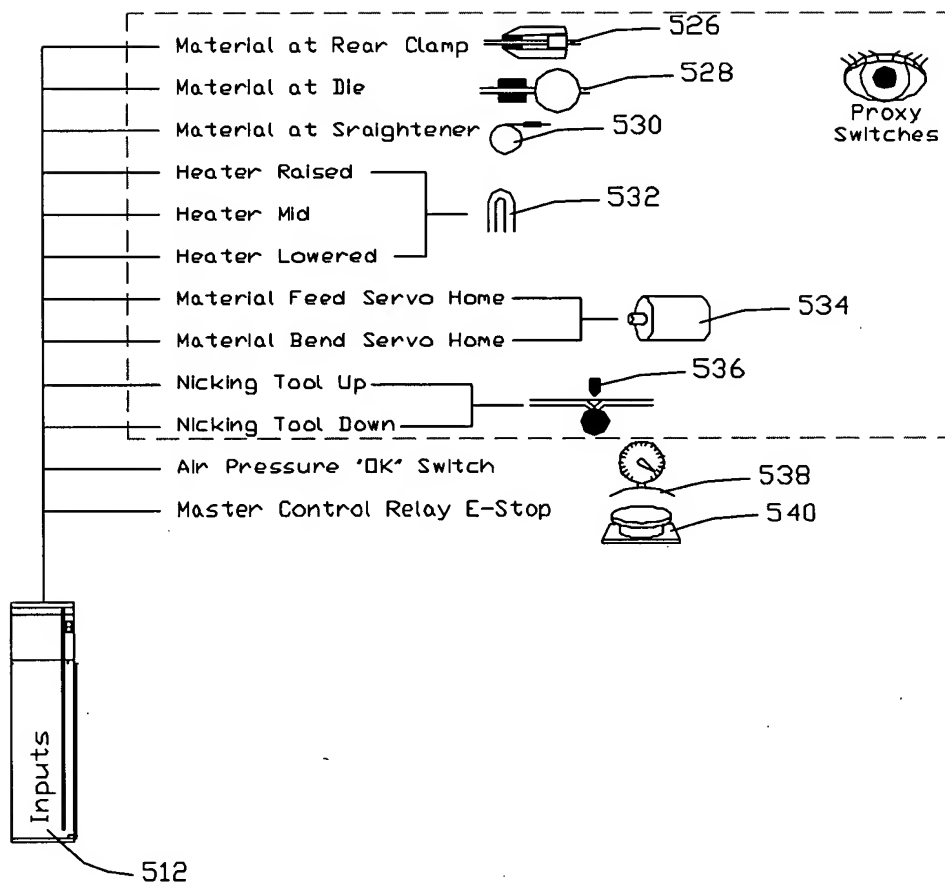 Material at Rear Clamp
526
Material at Die
528
Proxy
Switches
Material at Sraightener
530
Heater Raised
Heater Mid
532
Heater Lowered
Material Feed Servo Home
534
Material Bend Servo Home
Nicking Tool Up
536
Nicking Tool Down
Air Pressure "OK" Switch
538
Master Control Relay E-Stop
540
Inputs
512